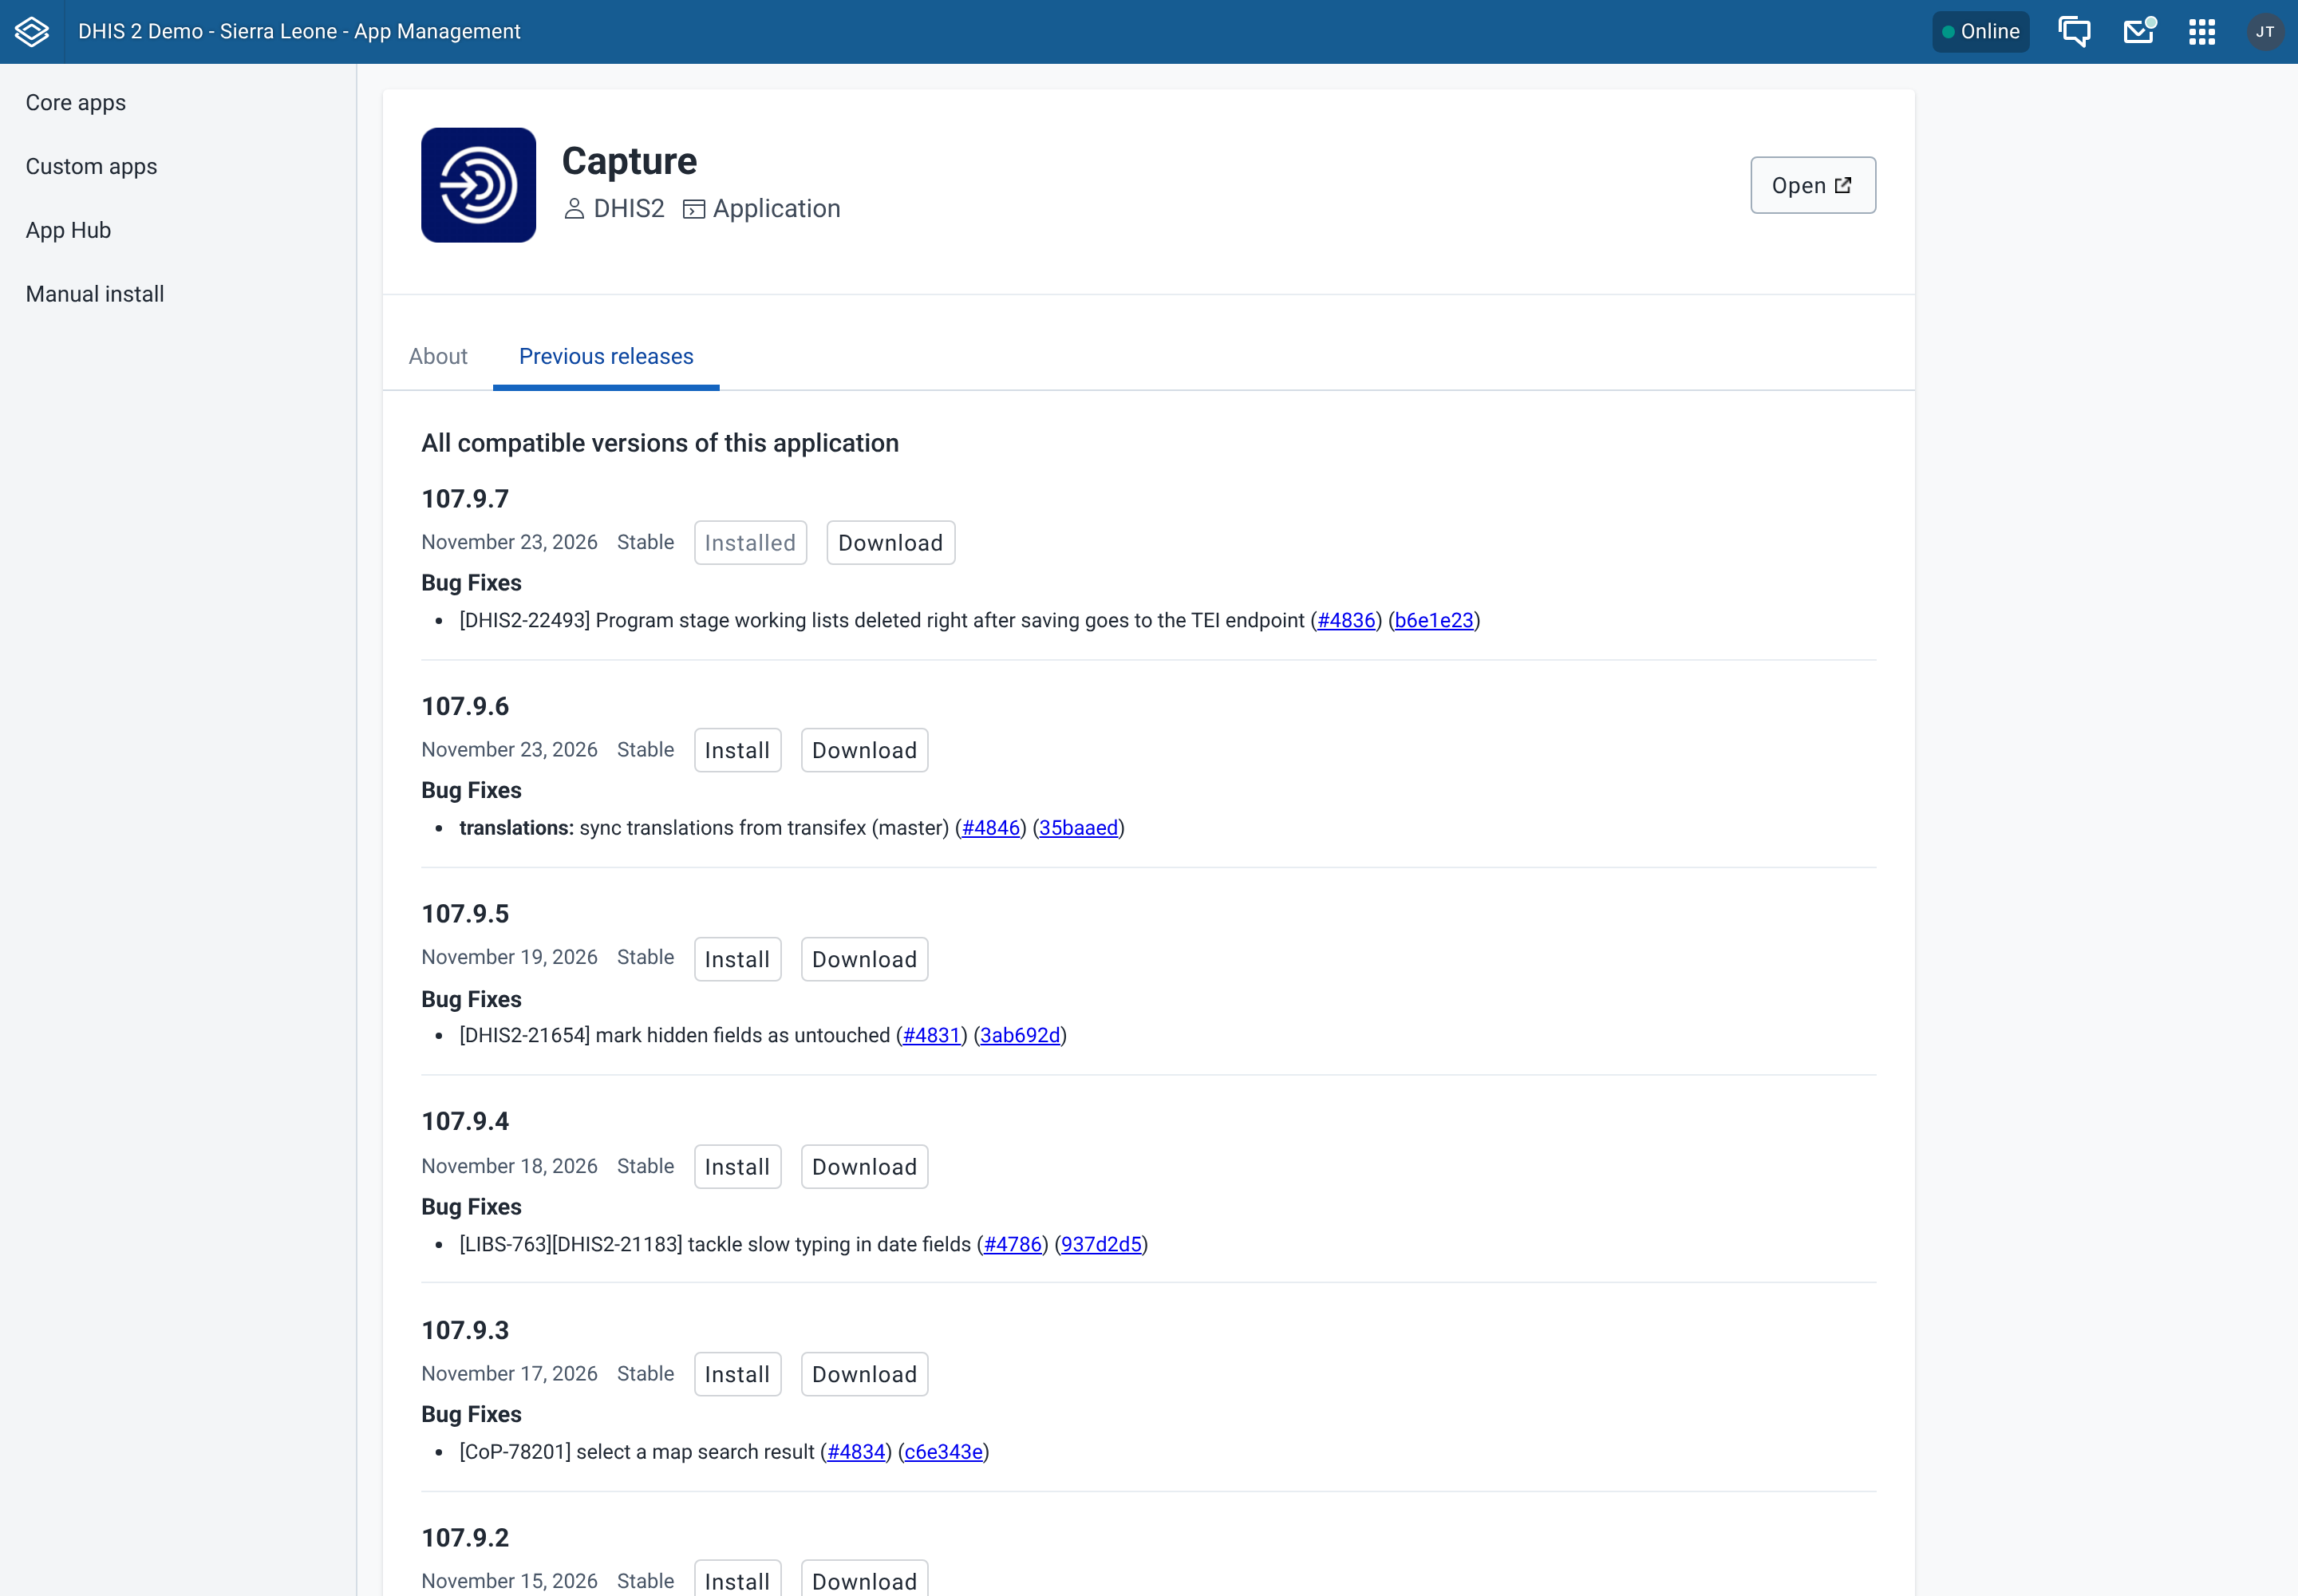 DHIS 2 Demo - Sierra Leone - App Management
Online
JT
Core apps
Custom apps
App Hub
Manual install
Capture
DHIS2 Application
Open
About Previous releases
All compatible versions of this application
107.9.7
November 23, 2026 Stable Installed Download
Bug Fixes
• [DHIS2-22493] Program stage working lists deleted right after saving goes to the TEI endpoint (#4836) (b6e1e23)
107.9.6
November 23, 2026 Stable Install Download
Bug Fixes
• translations: sync translations from transifex (master) (#4846) (35baaed)
107.9.5
November 19, 2026 Stable Install Download
Bug Fixes
• [DHIS2-21654] mark hidden fields as untouched (#4831) (3ab692d)
107.9.4
November 18, 2026 Stable Install Download
Bug Fixes
• [LIBS-763][DHIS2-21183] tackle slow typing in date fields (#4786) (937d2d5)
107.9.3
November 17, 2026 Stable Install Download
Bug Fixes
• [CoP-78201] select a map search result (#4834) (c6e343e)
107.9.2
November 15, 2026 Stable Install Download